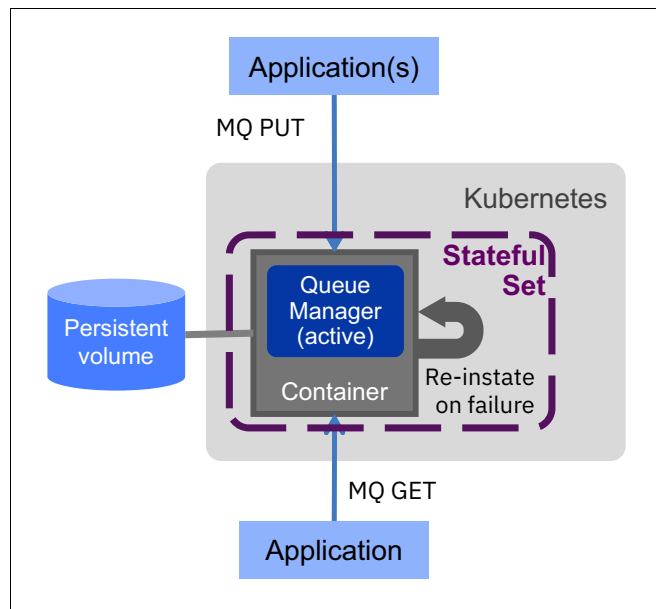 Application(s)
MQ PUT
Kubernetes
Stateful
Set
Queue
Manager
(active)
Persistent
volume
Container
Re-instate
on failure
MQ GET
Application